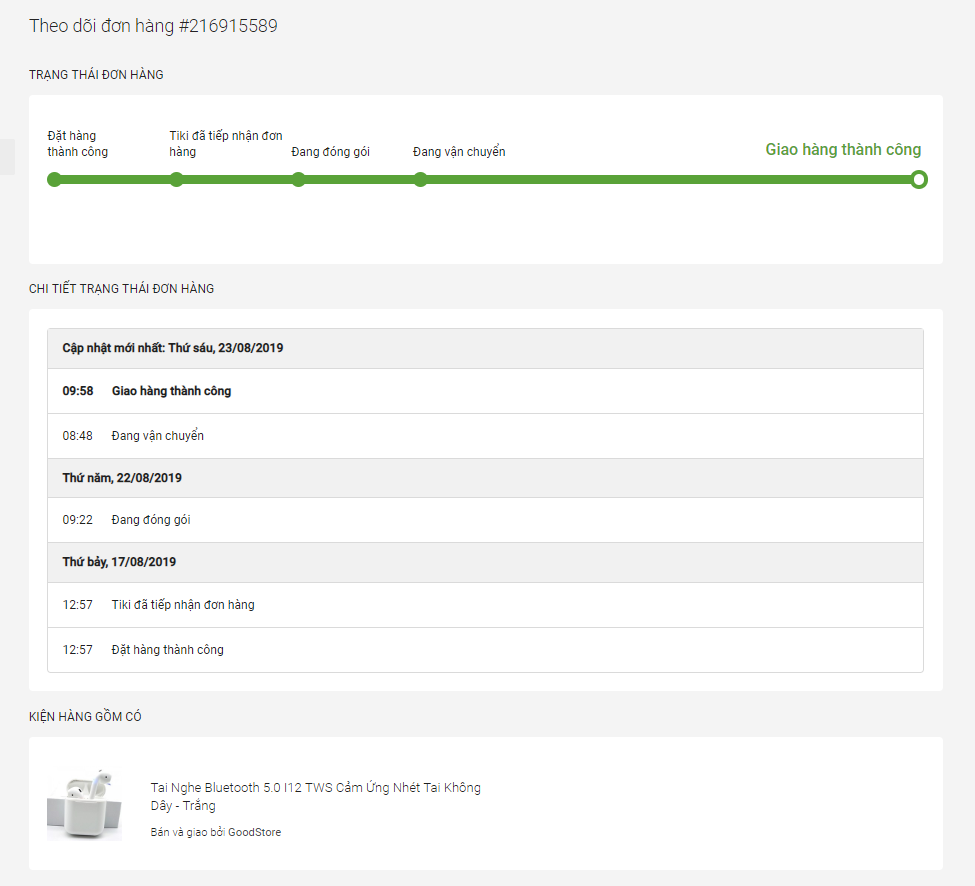 Theo dõi đơn hàng #216915589
TRẠNG THÁI ĐƠN HÀNG
Đặt hàng
thành công
Tiki đã tiếp nhận đơn
hàng
Đang đóng gói
Đang vận chuyển
Giao hàng thành công
CHI TIẾT TRẠNG THÁI ĐƠN HÀNG
Cập nhật mới nhất: Thứ sáu, 23/08/2019
09:58 Giao hàng thành công
08:48 Đang vận chuyển
Thứ năm, 22/08/2019
09:22 Đang đóng gói
Thứ bảy, 17/08/2019
12:57 Tiki đã tiếp nhận đơn hàng
12:57 Đặt hàng thành công
KIỆN HÀNG GỒM CÓ
Tai Nghe Bluetooth 5.0 I12 TWS Cảm Ứng Nhét Tai Không
Dây - Trắng
Bán và giao bởi GoodStore